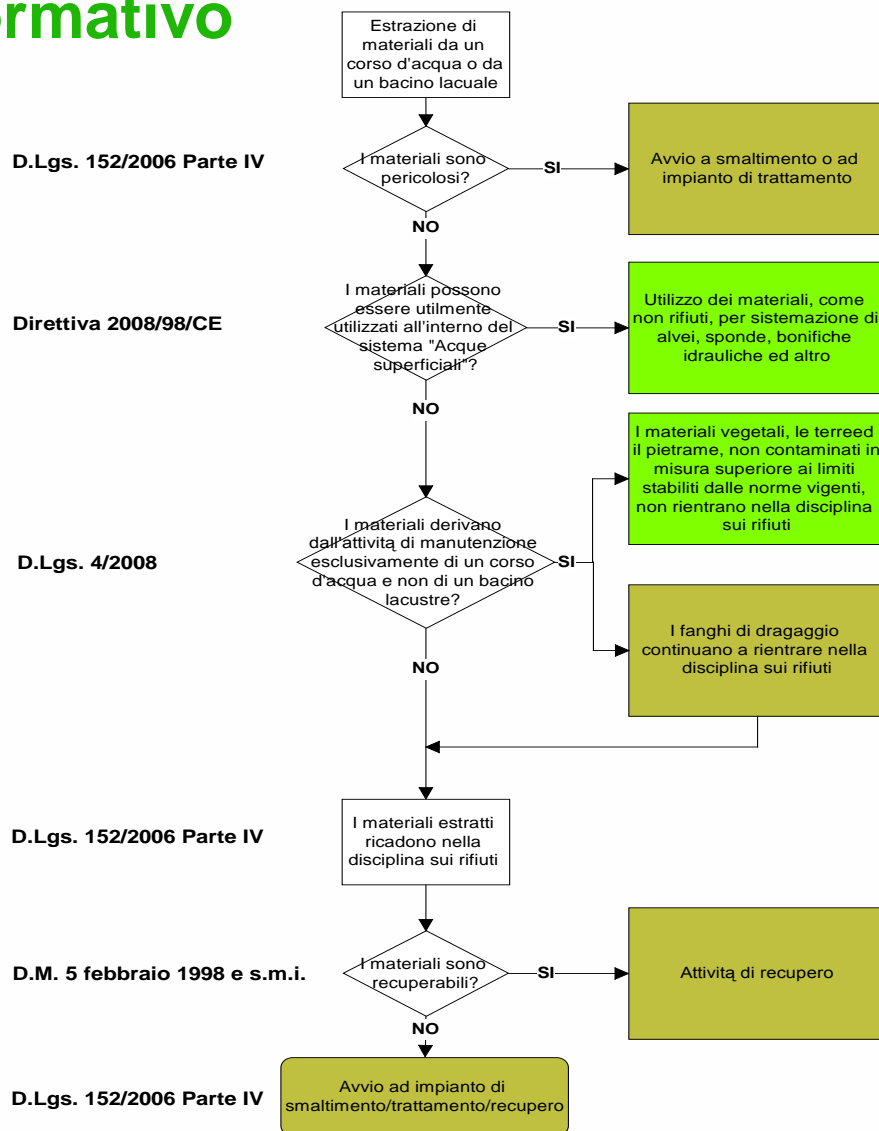 ormativo
Estrazione di
materiali da un
corso d'acqua o da
un bacino lacuale
D.Lgs. 152/2006 Parte IV
I materiali sono
pericolosi?
SI
Avvio a smaltimento o ad
impianto di trattamento
NO
Direttiva 2008/98/CE
I materiali possono
essere utilmente
utilizzati all'interno del
sistema "Acque
superficiali"?
SI
Utilizzo dei materiali, come
non rifiuti, per sistemazione di
alvei, sponde, bonifiche
idrauliche ed altro
NO
I materiali vegetali, le terreed
il pietrame, non contaminati in
misura superiore ai limiti
stabiliti dalle norme vigenti,
non rientrano nella disciplina
sui rifiuti
D.Lgs. 4/2008
I materiali derivano
dall'attivitą di manutenzione
esclusivamente di un corso
d'acqua e non di un bacino
lacustre?
SI
I fanghi di dragaggio
continuano a rientrare nella
disciplina sui rifiuti
NO
D.Lgs. 152/2006 Parte IV
I materiali estratti
ricadono nella
disciplina sui rifiuti
D.M. 5 febbraio 1998 e s.m.i.
I materiali sono
recuperabili?
SI
Attivitą di recupero
NO
D.Lgs. 152/2006 Parte IV
Avvio ad impianto di
smaltimento/trattamento/recupero